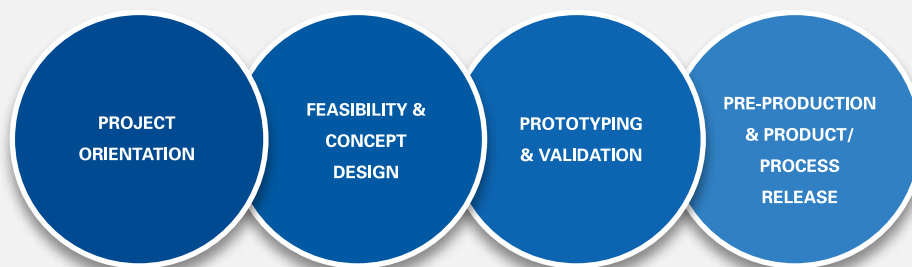 PROJECT
ORIENTATION
FEASIBILITY &
CONCEPT
DESIGN
PROTOTYPING
& VALIDATION
PRE-PRODUCTION
& PRODUCT/
PROCESS
RELEASE